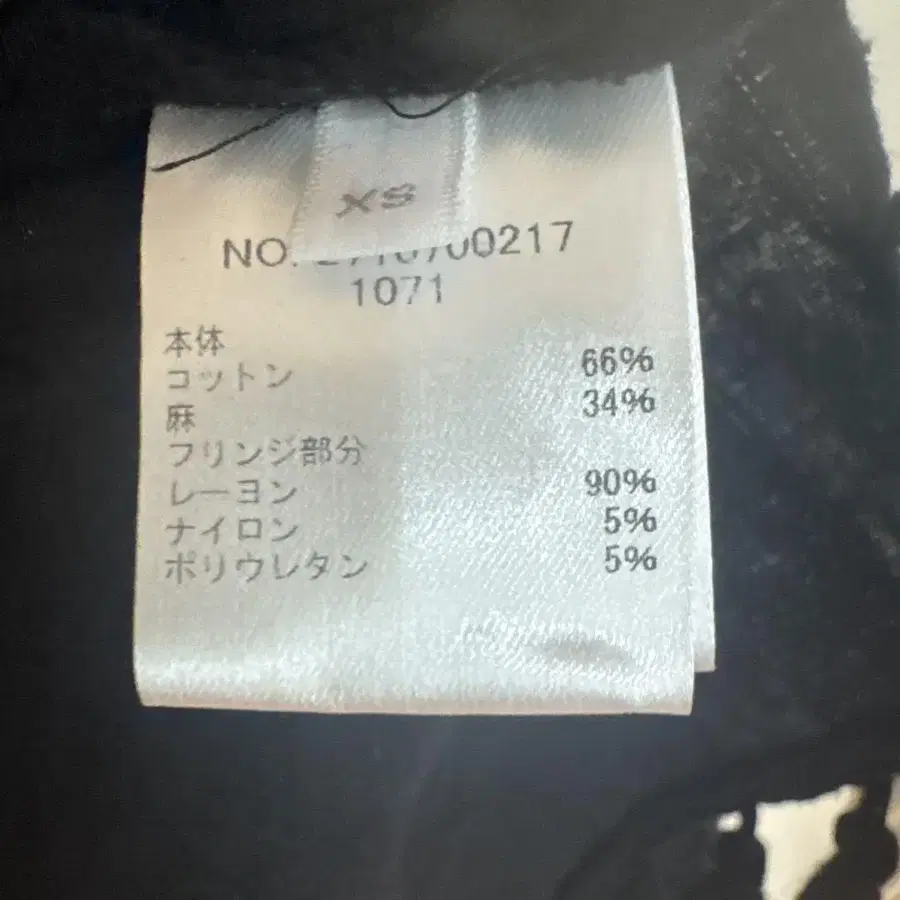 XS
NO.
00217
1071
本体
コットン 66%
麻 34%
フリンジ部分
レーヨン 90%
ナイロン 5%
ポリウレタン 5%